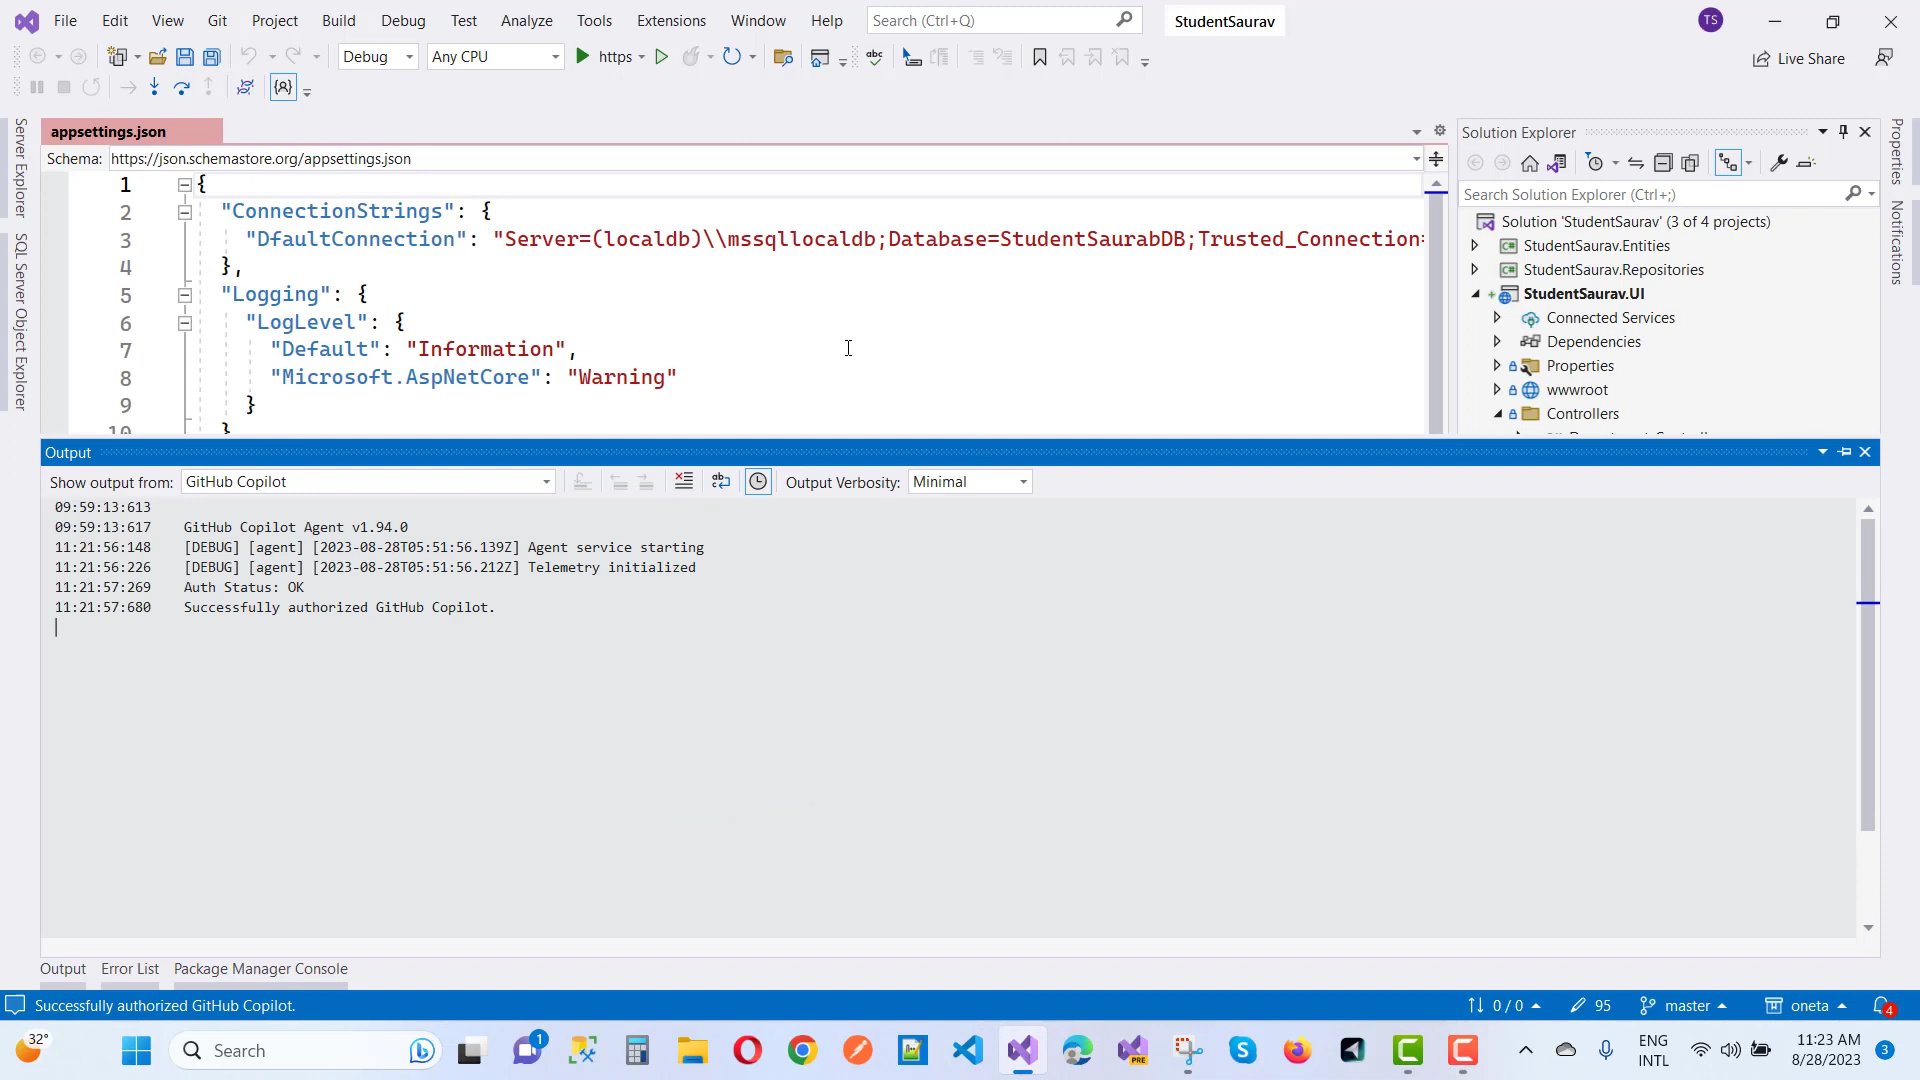 File Edit View Git Project Build Debug Test Analyze Tools Extensions Window Help Search (Ctrl+Q) StudentSaurav TS
Debug Any CPU https Live Share
appsettings.json
Schema: https://json.schemastore.org/appsettings.json
Server Explorer
SQL Server Object Explorer
1 {
2 "ConnectionStrings": {
3 "DfaultConnection": "Server=(localdb)\\mssqllocaldb;Database=StudentSaurabDB;Trusted_Connection=
4 },
5 "Logging": {
6 "LogLevel": {
7 "Default": "Information",
8 "Microsoft.AspNetCore": "Warning"
9 }
10 }
Solution Explorer
Search Solution Explorer (Ctrl+;)
Solution 'StudentSaurav' (3 of 4 projects)
StudentSaurav.Entities
StudentSaurav.Repositories
StudentSaurav.UI
Connected Services
Dependencies
Properties
wwwroot
Controllers
Properties
Notifications
Output
Show output from: GitHub Copilot Output Verbosity: Minimal
09:59:13:613
09:59:13:617 GitHub Copilot Agent v1.94.0
11:21:56:148 [DEBUG] [agent] [2023-08-28T05:51:56.139Z] Agent service starting
11:21:56:226 [DEBUG] [agent] [2023-08-28T05:51:56.212Z] Telemetry initialized
11:21:57:269 Auth Status: OK
11:21:57:680 Successfully authorized GitHub Copilot.
Output Error List Package Manager Console
Successfully authorized GitHub Copilot. 0 / 0 95 master oneta 4
32° Search 1 PRE ENG INTL 11:23 AM 8/28/2023 3